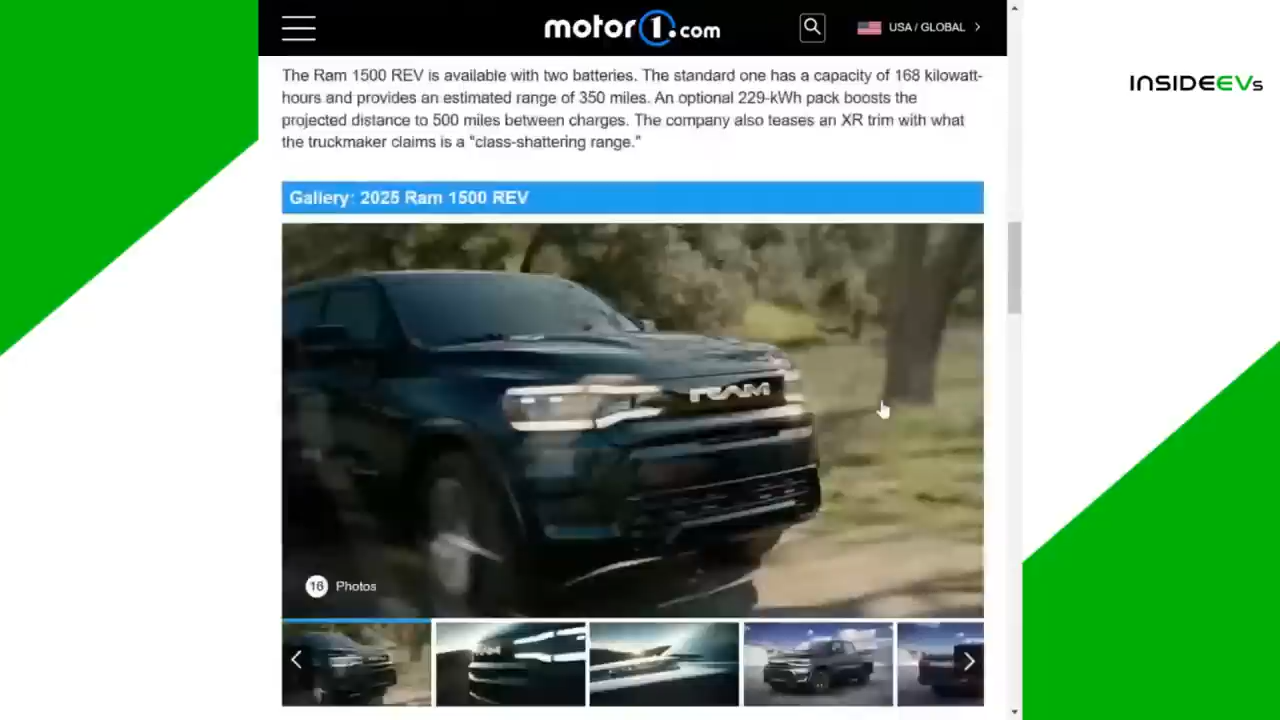 motor1.com
USA / GLOBAL
INSIDEEVs
The Ram 1500 REV is available with two batteries. The standard one has a capacity of 168 kilowatt-
hours and provides an estimated range of 350 miles. An optional 229-kWh pack boosts the
projected distance to 500 miles between charges. The company also teases an XR trim with what
the truckmaker claims is a "class-shattering range."
Gallery: 2025 Ram 1500 REV
RAM
16 Photos